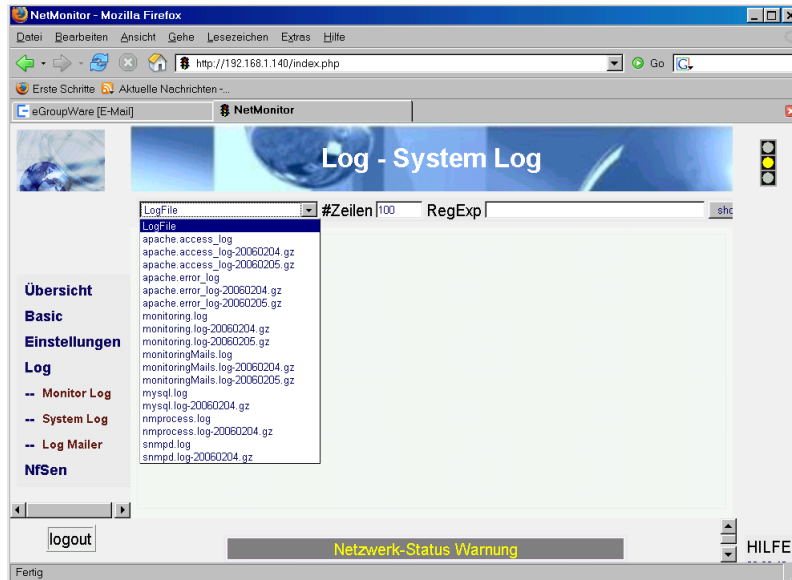 NetMonitor - Mozilla Firefox
Datei Bearbeiten Ansicht Gehe Lesezeichen Extras Hilfe
http://192.168.1.140/index.php Go G
Erste Schritte Aktuelle Nachrichten -...
eGroupWare [E-Mail] NetMonitor
Log - System Log
LogFile #Zeilen 100 RegExp
LogFile
apache.access_log
apache.access_log-20060204.gz
apache.access_log-20060205.gz
apache.error_log
apache.error_log-20060204.gz
apache.error_log-20060205.gz
monitoring.log
monitoring.log-20060204.gz
monitoring.log-20060205.gz
monitoringMails.log
monitoringMails.log-20060204.gz
monitoringMails.log-20060205.gz
mysql.log
mysql.log-20060204.gz
nmprocess.log
nmprocess.log-20060204.gz
snmpd.log
snmpd.log-20060204.gz
Übersicht
Basic
Einstellungen
Log
-- Monitor Log
-- System Log
-- Log Mailer
NfSen
logout
Netzwerk-Status Warnung
HILFE
Fertig